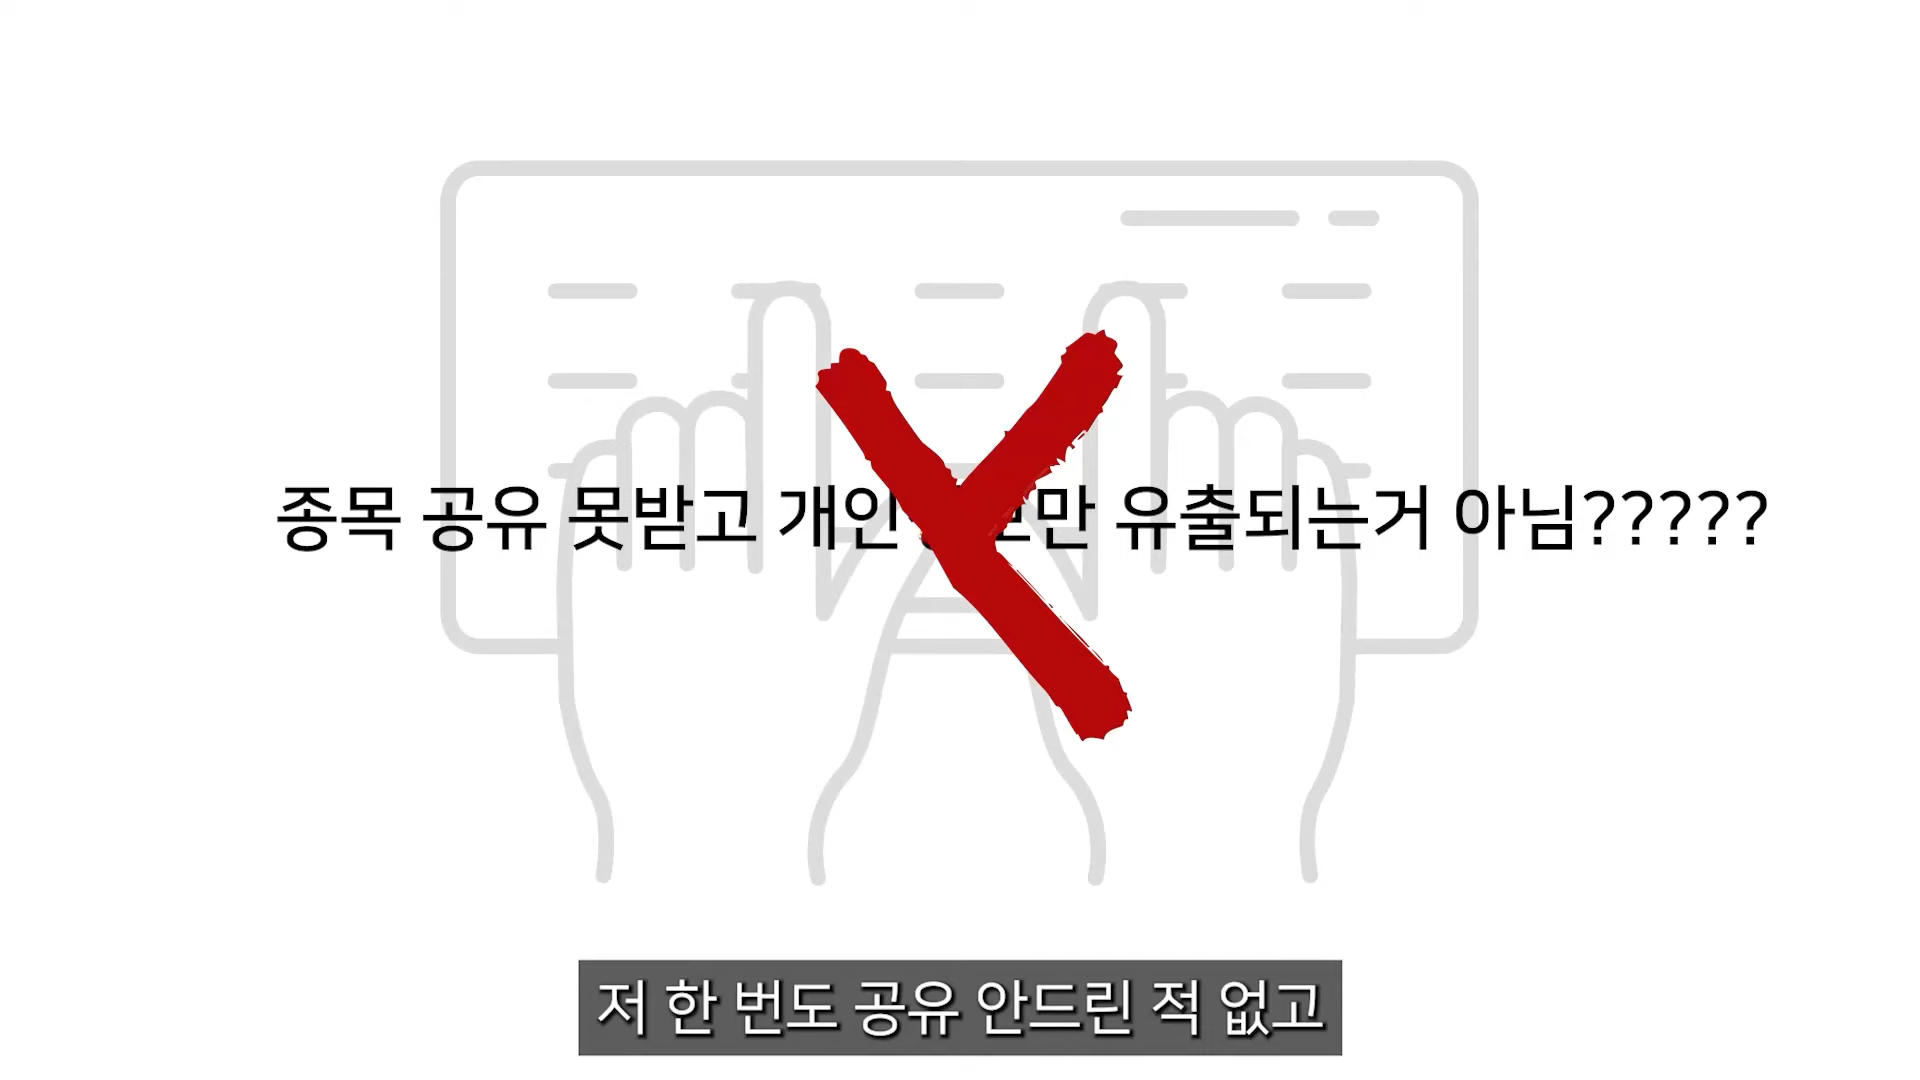 종목 공유 못받고 개인 유출되는거 아님?????
저 한 번도 공유 안드린 적 없고